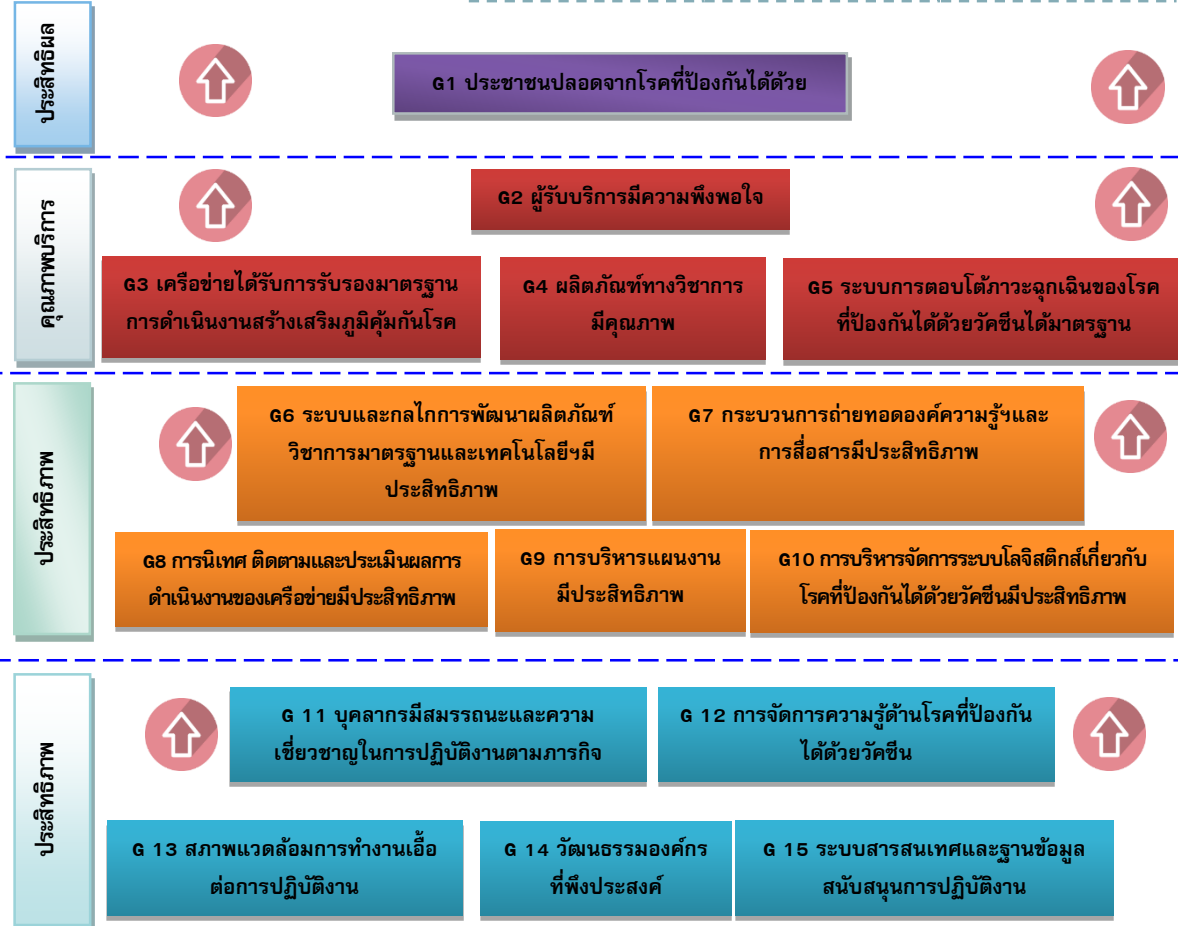 ประสิทธิผล
G1 ประชาชนปลอดจากโรคที่ป้องกันได้ด้วย
คุณภาพบริการ
G2 ผู้รับบริการมีความพึงพอใจ
G3 เครือข่ายได้รับการรับรองมาตรฐาน
การดำเนินงานสร้างเสริมภูมิคุ้มกันโรค
G4 ผลิตภัณฑ์ทางวิชาการ
มีคุณภาพ
G5 ระบบการตอบโต้ภาวะฉุกเฉินของโรค
ที่ป้องกันได้ด้วยวัคซีนได้มาตรฐาน
ประสิทธิภาพ
G6 ระบบและกลไกการพัฒนาผลิตภัณฑ์
วิชาการมาตรฐานและเทคโนโลยีฯมี
ประสิทธิภาพ
G7 กระบวนการถ่ายทอดองค์ความรู้ฯและ
การสื่อสารมีประสิทธิภาพ
G8 การนิเทศ ติดตามและประเมินผลการ
ดำเนินงานของเครือข่ายมีประสิทธิภาพ
G9 การบริหารแผนงาน
มีประสิทธิภาพ
G10 การบริหารจัดการระบบโลจิสติกส์เกี่ยวกับ
โรคที่ป้องกันได้ด้วยวัคซีนมีประสิทธิภาพ
ประสิทธิภาพ
G 11 บุคลากรมีสมรรถนะและความ
เชี่ยวชาญในการปฏิบัติงานตามภารกิจ
G 12 การจัดการความรู้ด้านโรคที่ป้องกัน
ได้ด้วยวัคซีน
G 13 สภาพแวดล้อมการทำงานเอื้อ
ต่อการปฏิบัติงาน
G 14 วัฒนธรรมองค์กร
ที่พึงประสงค์
G 15 ระบบสารสนเทศและฐานข้อมูล
สนับสนุนการปฏิบัติงาน